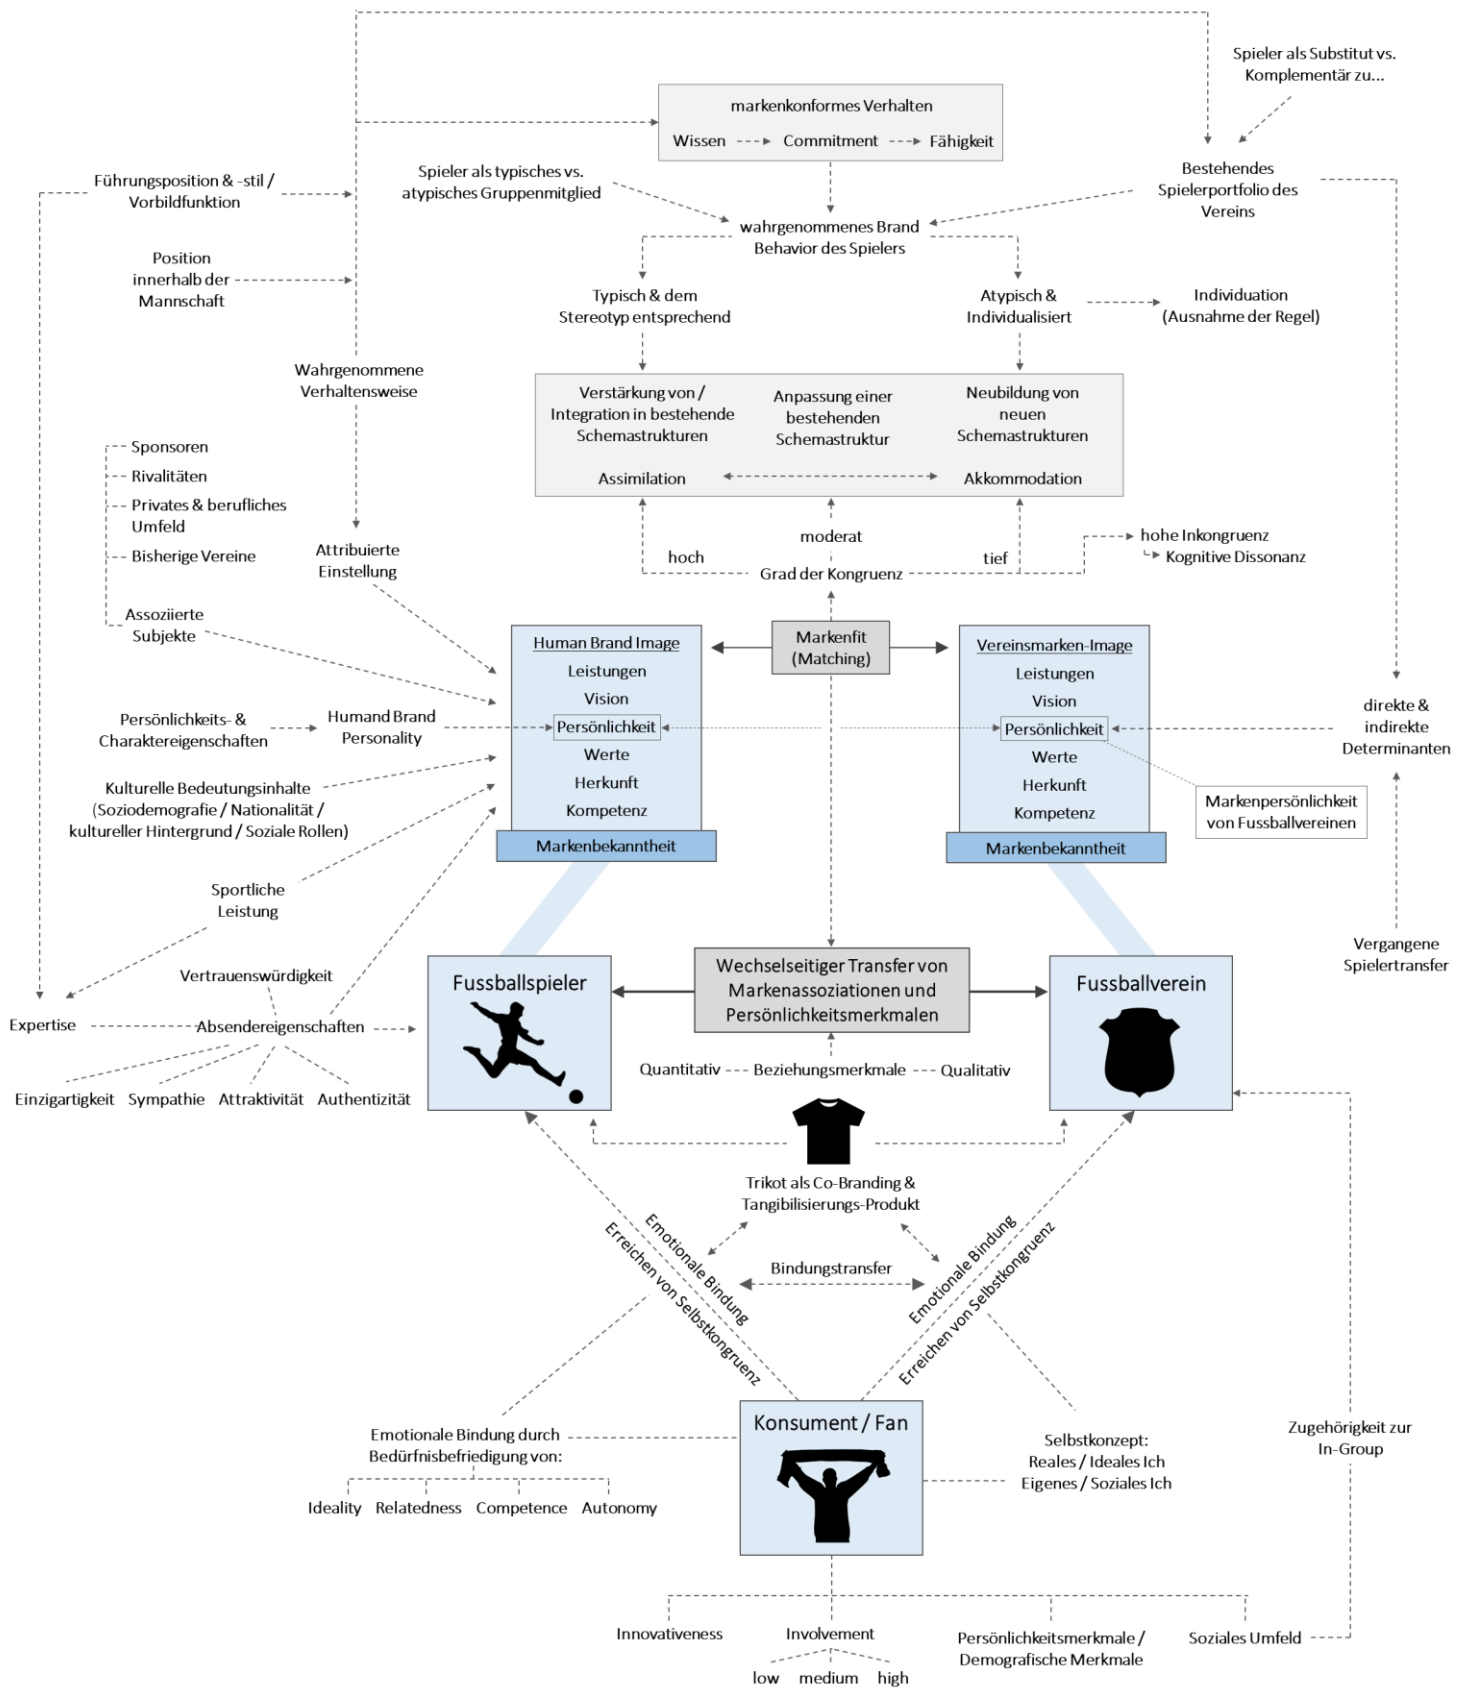 Spieler als Substitut vs.
Komplementär zu...
markenkonformes Verhalten
Wissen
Commitment
Fähigkeit
Spieler als typisches vs.
atypisches Gruppenmitglied
Bestehendes
Spielerportfolio des
Vereins
Führungsposition & -stil /
Vorbildfunktion
wahrgenommenes Brand
Behavior des Spielers
Position
innerhalb der
Mannschaft
Typisch & dem
Stereotyp entsprechend
Atypisch &
Individualisiert
Individuation
(Ausnahme der Regel)
Wahrgenommene
Verhaltensweise
Verstärkung von /
Integration in bestehende
Schemastrukturen
Anpassung einer
bestehenden
Schemastruktur
Neubildung von
neuen
Schemastrukturen
Assimilation
Akkommodation
Sponsoren
Rivalitäten
Privates & berufliches
Umfeld
Bisherige Vereine
Attribuierte
Einstellung
hoch
moderat
tief
Grad der Kongruenz
hohe Inkongruenz
Kognitive Dissonanz
Assoziierte
Subjekte
Human Brand Image
Leistungen
Vision
Persönlichkeit
Werte
Herkunft
Kompetenz
Markenbekanntheit
Markenfit
(Matching)
Vereinsmarken-Image
Leistungen
Vision
Persönlichkeit
Werte
Herkunft
Kompetenz
Markenbekanntheit
Persönlichkeits- &
Charaktereigenschaften
Humand Brand
Personality
direkte &
indirekte
Determinanten
Kulturelle Bedeutungsinhalte
(Soziodemografie / Nationalität /
kultureller Hintergrund / Soziale Rollen)
Markenpersönlichkeit
von Fussballvereinen
Sportliche
Leistung
Vergangene
Spielertransfer
Vertrauenswürdigkeit
Expertise
Absendereigenschaften
Einzigartigkeit
Sympathie
Attraktivität
Authentizität
Fussballspieler
Wechselseitiger Transfer von
Markenassoziationen und
Persönlichkeitsmerkmalen
Fussballverein
Quantitativ
Beziehungsmerkmale
Qualitativ
Trikot als Co-Branding &
Tangibilisierungs-Produkt
Emotionale Bindung
Erreichen von Selbstkongruenz
Bindungstransfer
Emotionale Bindung
Erreichen von Selbstkongruenz
Konsument / Fan
Emotionale Bindung durch
Bedürfnisbefriedigung von:
Ideality
Relatedness
Competence
Autonomy
Selbstkonzept:
Reales / Ideales Ich
Eigenes / Soziales Ich
Zugehörigkeit zur
In-Group
Innovativeness
Involvement
low
medium
high
Persönlichkeitsmerkmale /
Demografische Merkmale
Soziales Umfeld